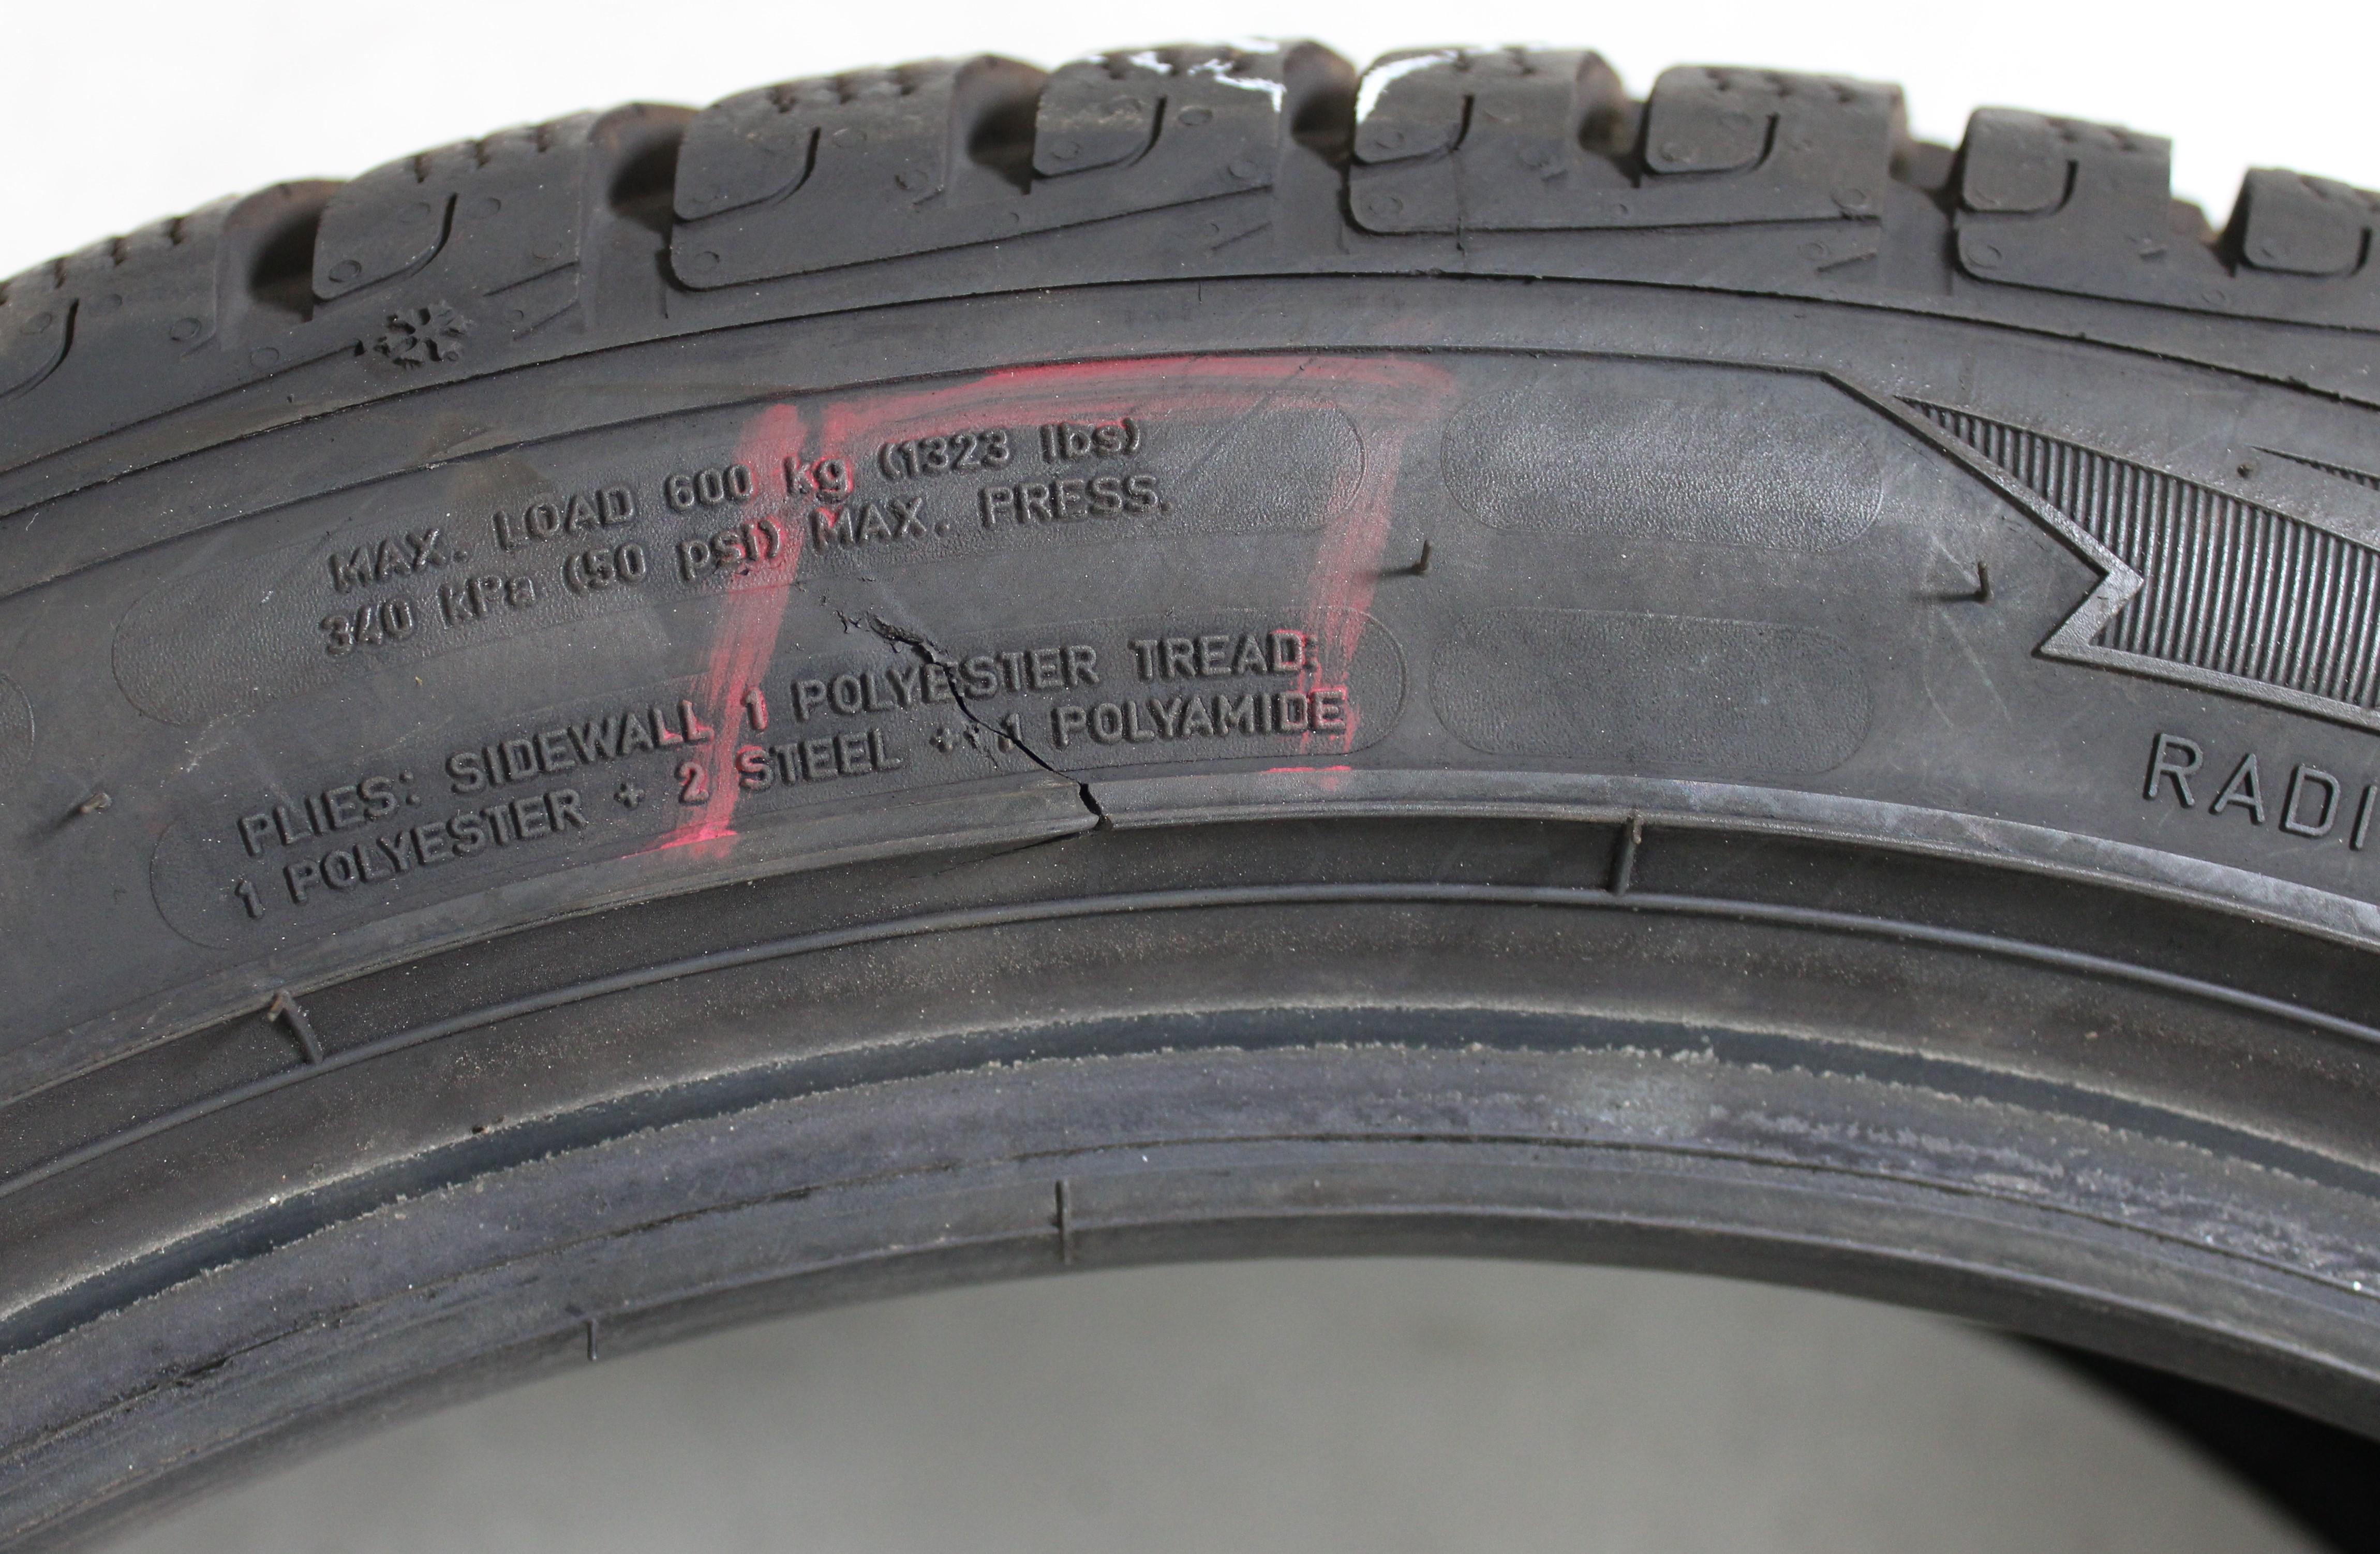 MAX. LOAD 600 kg (1323 lbs)
340 kPa (50 psi) MAX. PRESS.
PLIES: SIDEWALL 1 POLYESTER TREAD:
1 POLYESTER + 2 STEEL + 1 POLYAMIDE
RADI